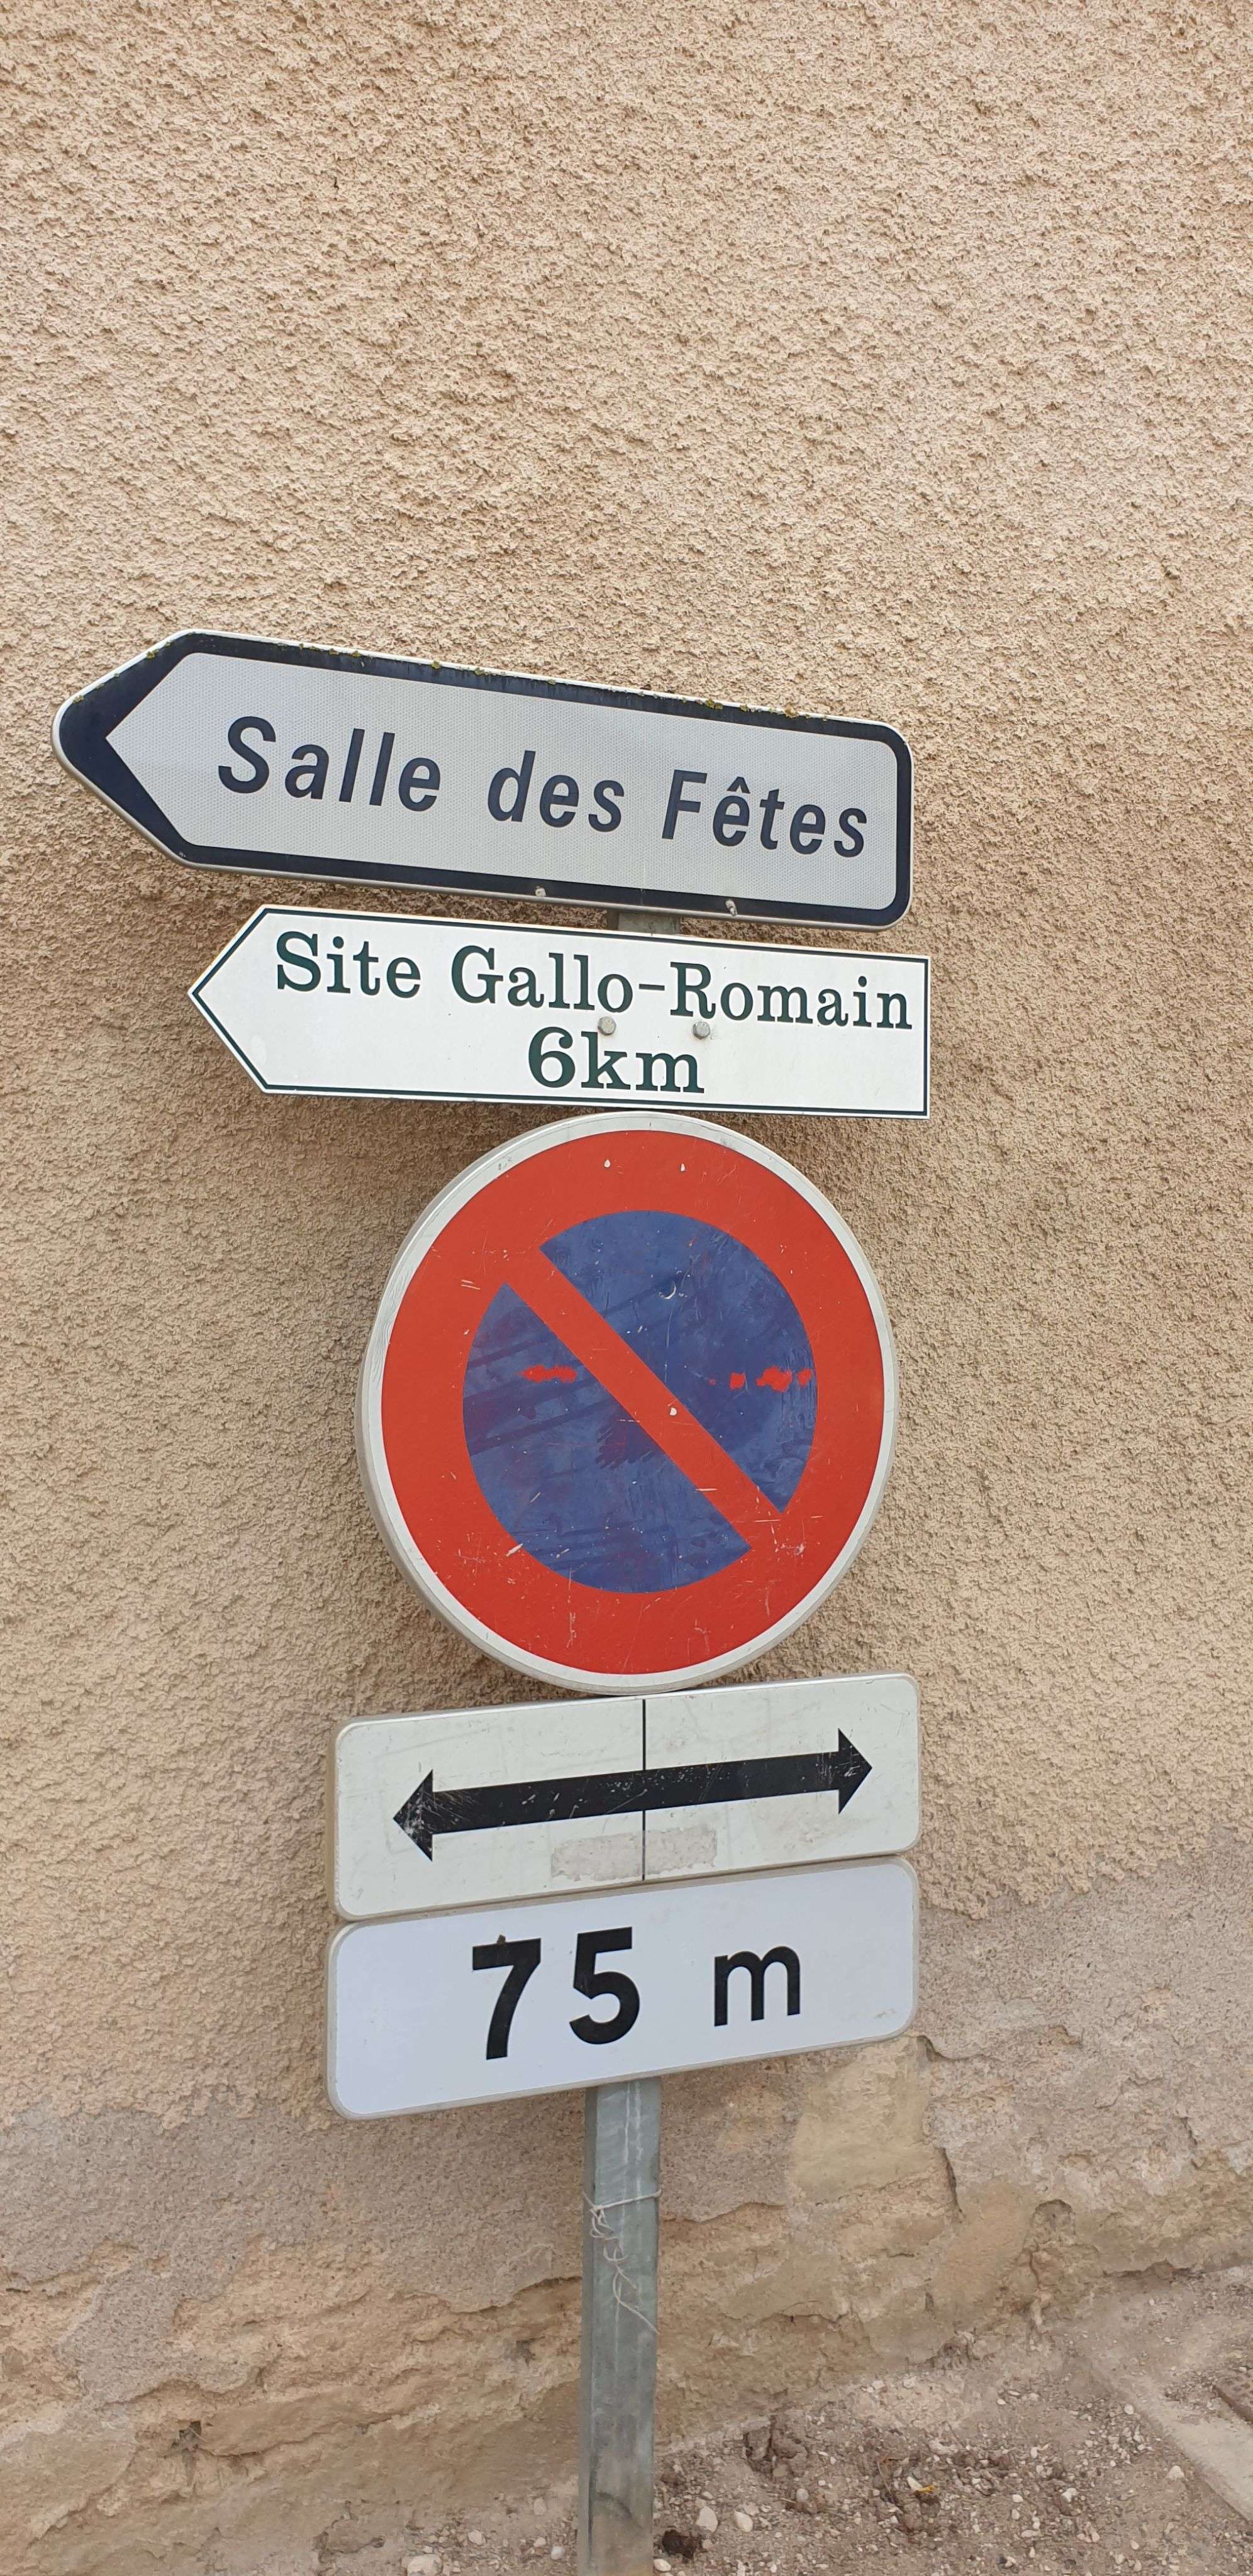 Salle des Fêtes
Site Gallo-Romain
6km
75 m